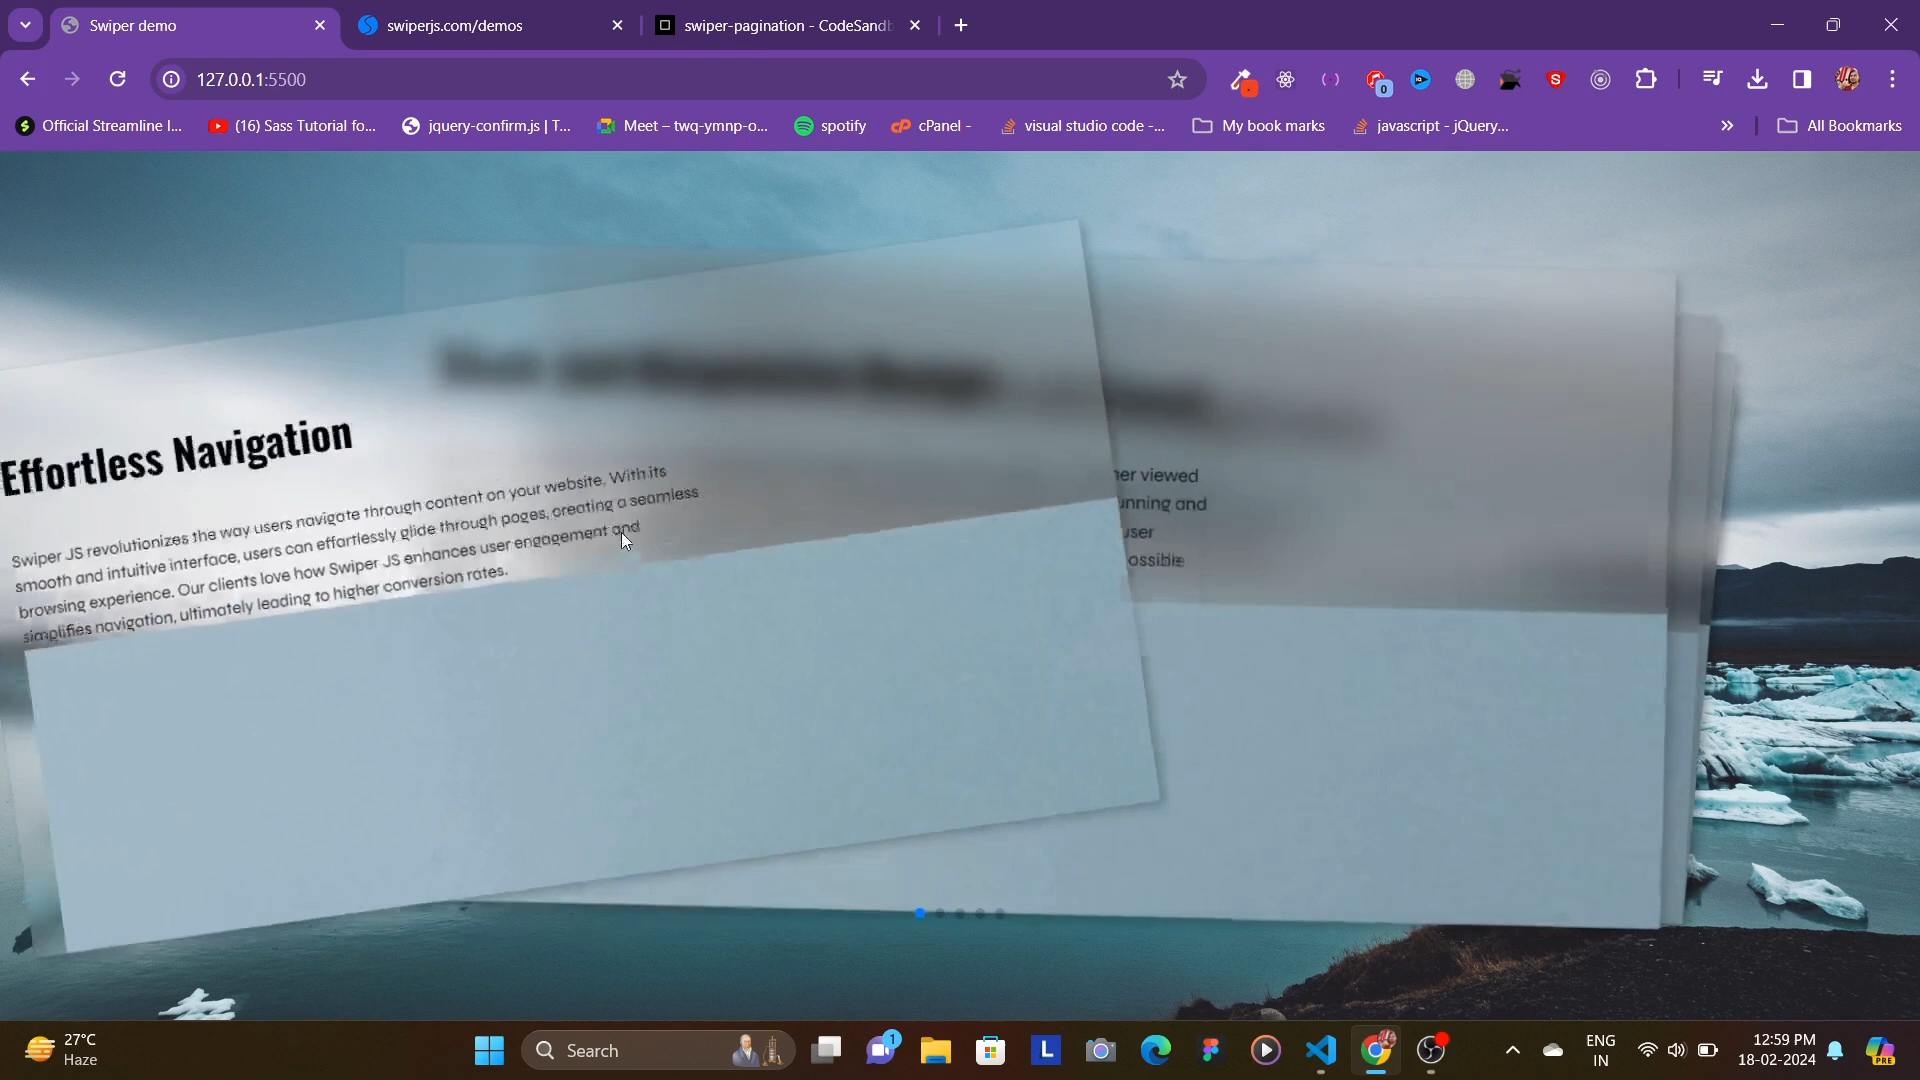 Swiper demo
swiperjs.com/demos
swiper-pagination - CodeSandb
127.0.0.1:5500
0
S
Official Streamline I...
(16) Sass Tutorial fo...
jquery-confirm.js | T...
Meet – twq-ymnp-o...
spotify
cPanel -
visual studio code -...
My book marks
javascript - jQuery...
All Bookmarks
Effortless Navigation
Swiper JS revolutionizes the way users navigate through content on your website. With its
smooth and intuitive interface, users can effortlessly glide through pages, creating a seamless
browsing experience. Our clients love how Swiper JS enhances user engagement and
simplifies navigation, ultimately leading to higher conversion rates.
viewed
and
user
27°C
Haze
Search
1
L
PRE
ENG
IN
12:59 PM
18-02-2024